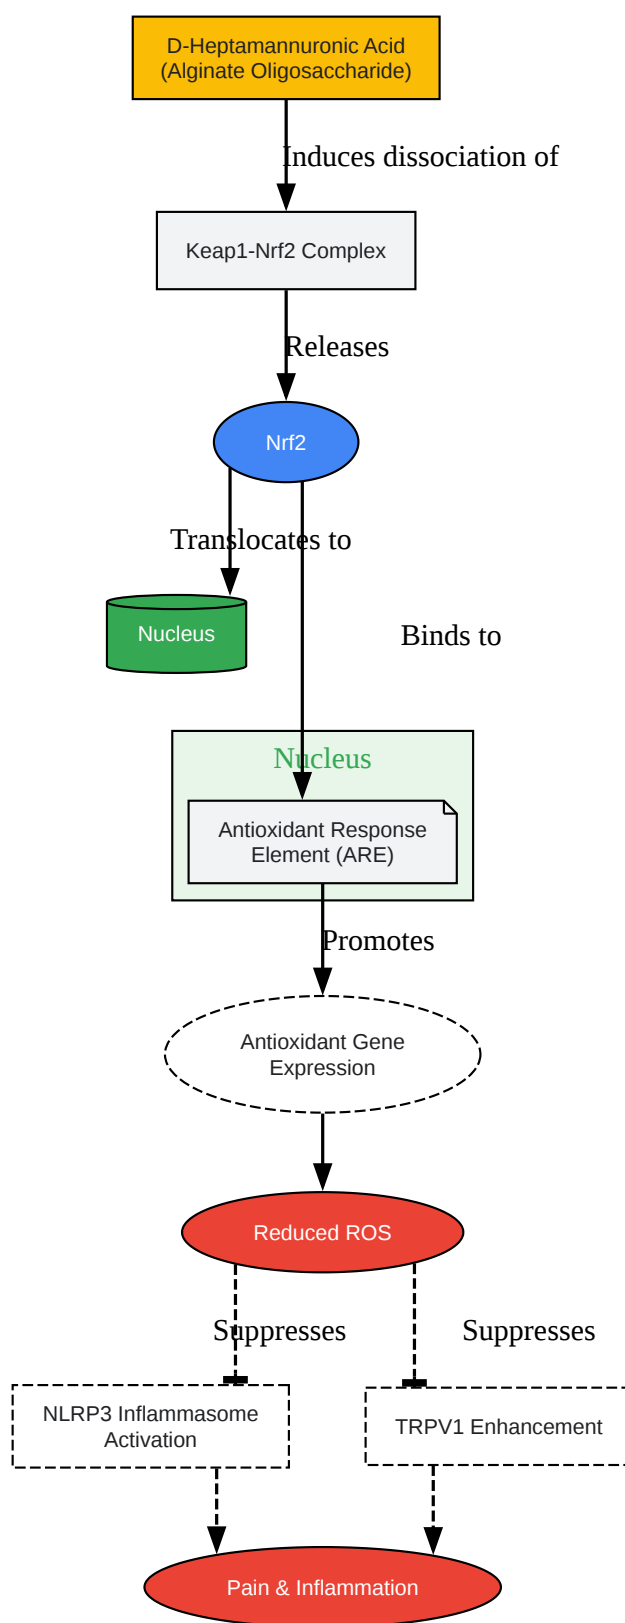 D-Heptamannuronic Acid
(Alginate Oligosaccharide)
Induces dissociation of
Keap1-Nrf2 Complex
Releases
Nrf2
Translocates to
Nucleus
Binds to
Nucleus
Antioxidant Response
Element (ARE)
Promotes
Antioxidant Gene
Expression
Reduced ROS
Suppresses
Suppresses
NLRP3 Inflammasome
Activation
TRPV1 Enhancement
Pain & Inflammation